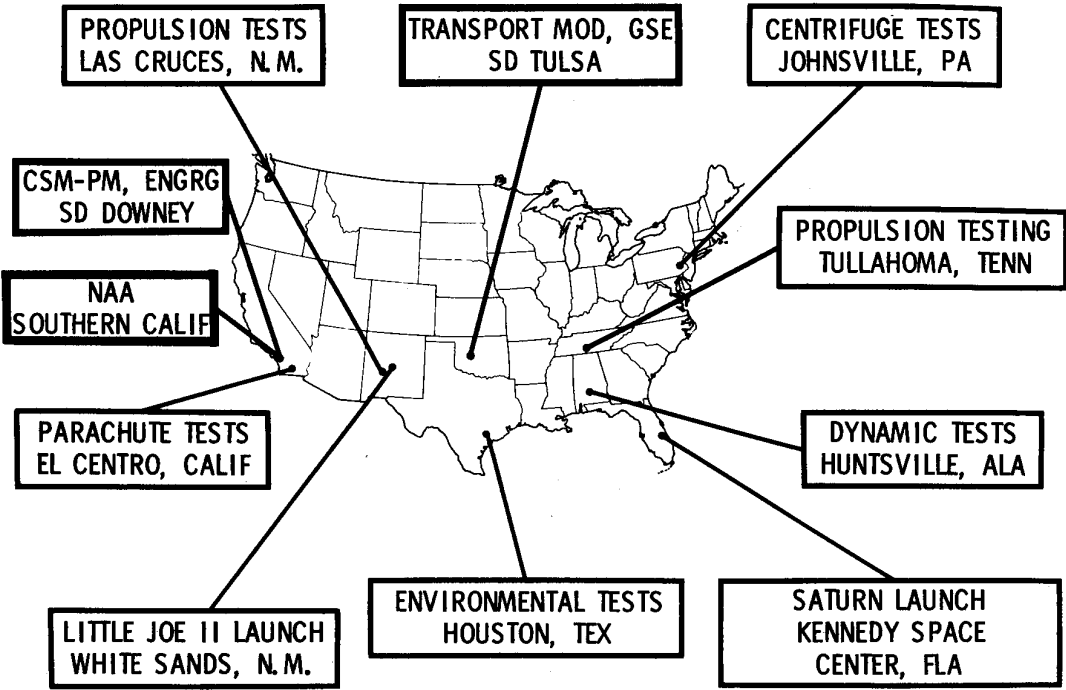 PROPULSION TESTS
LAS CRUCES, N.M.
TRANSPORT MOD, GSE
SD TULSA
CENTRIFUGE TESTS
JOHNSVILLE, PA
CSM-PM, ENGRG
SD DOWNEY
PROPULSION TESTING
TULLAHOMA, TENN
NAA
SOUTHERN CALIF
PARACHUTE TESTS
EL CENTRO, CALIF
DYNAMIC TESTS
HUNTSVILLE, ALA
LITTLE JOE II LAUNCH
WHITE SANDS, N.M.
ENVIRONMENTAL TESTS
HOUSTON, TEX
SATURN LAUNCH
KENNEDY SPACE
CENTER, FLA